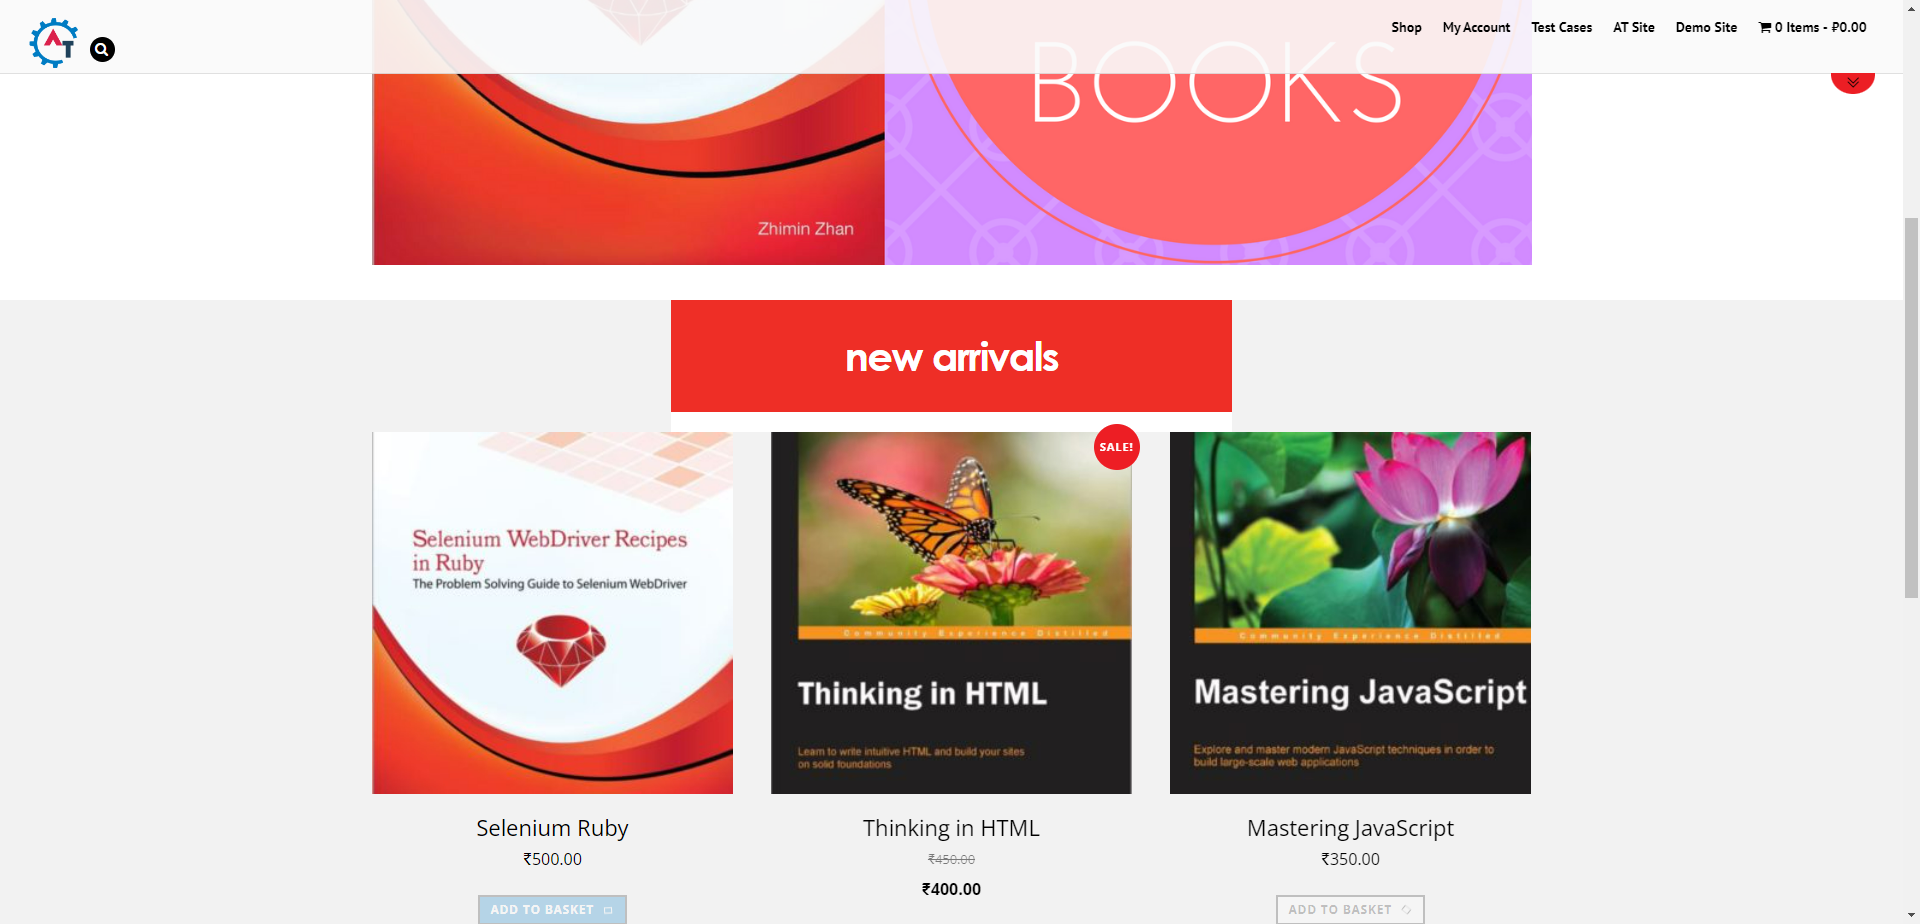 AT
Shop
My Account
Test Cases
AT Site
Demo Site
0 Items - ₽0.00
BOOKS
Zhimin Zhan
new arrivals
SALE!
Selenium WebDriver Recipes
in Ruby
The Problem Solving Guide to Selenium WebDriver
Community Experience Distilled
Thinking in HTML
Learn to write intuitive HTML and build your sites
on solid foundations
Community Experience Distilled
Mastering JavaScript
Explore and master modern JavaScript techniques in order to
build large-scale web applications
Selenium Ruby
₹500.00
ADD TO BASKET
Thinking in HTML
₹450.00
₹400.00
Mastering JavaScript
₹350.00
ADD TO BASKET